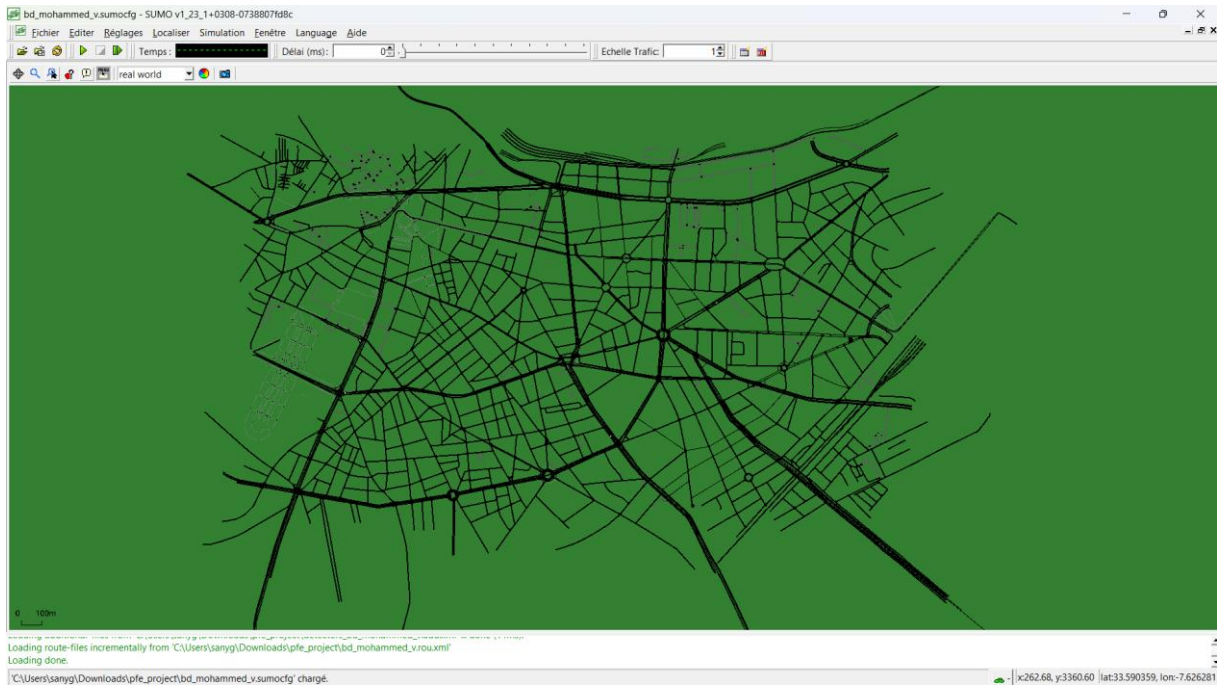 bd_mohammed_v.sumocfg - SUMO v1_23_1+0308-0738807fd8c
Fichier Editer Réglages Localiser Simulation Fenêtre Language Aide
Temps : Délai (ms): 0 Echelle Trafic: 1
real world
0 100m
Loading route-files incrementally from 'C:\Users\sanyg\Downloads\pfe_project\bd_mohammed_v.rou.xml'
Loading done.
'C:\Users\sanyg\Downloads\pfe_project\bd_mohammed_v.sumocfg' chargé.
x:262.68, y:3360.60 lat:33.590359, lon:-7.626281